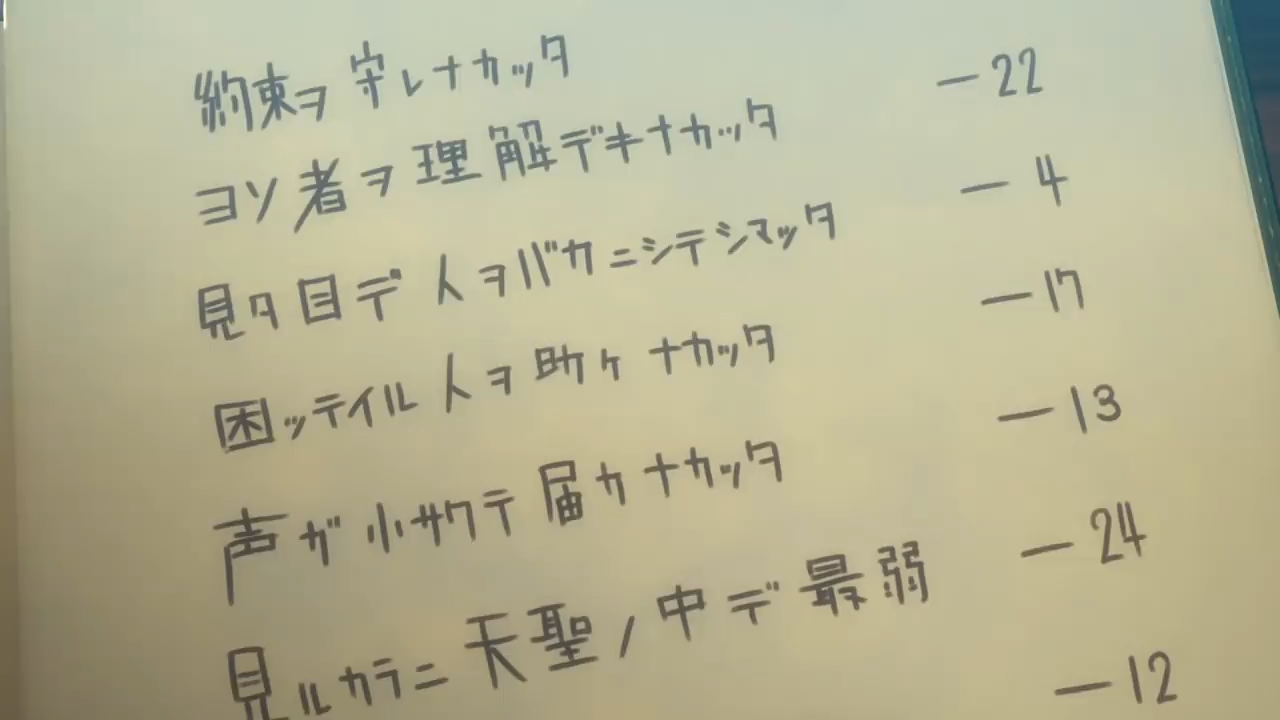 約束ヲ守レナカッタ —22
ヨソ者ヲ理解デキナカッタ —4
見タ目デ人ヲバカニシテシマッタ —17
困ッテイル人ヲ助ケナカッタ —13
声ガ小サクテ届カナカッタ —24
見ルカラニ天聖ノ中デ最弱 —12